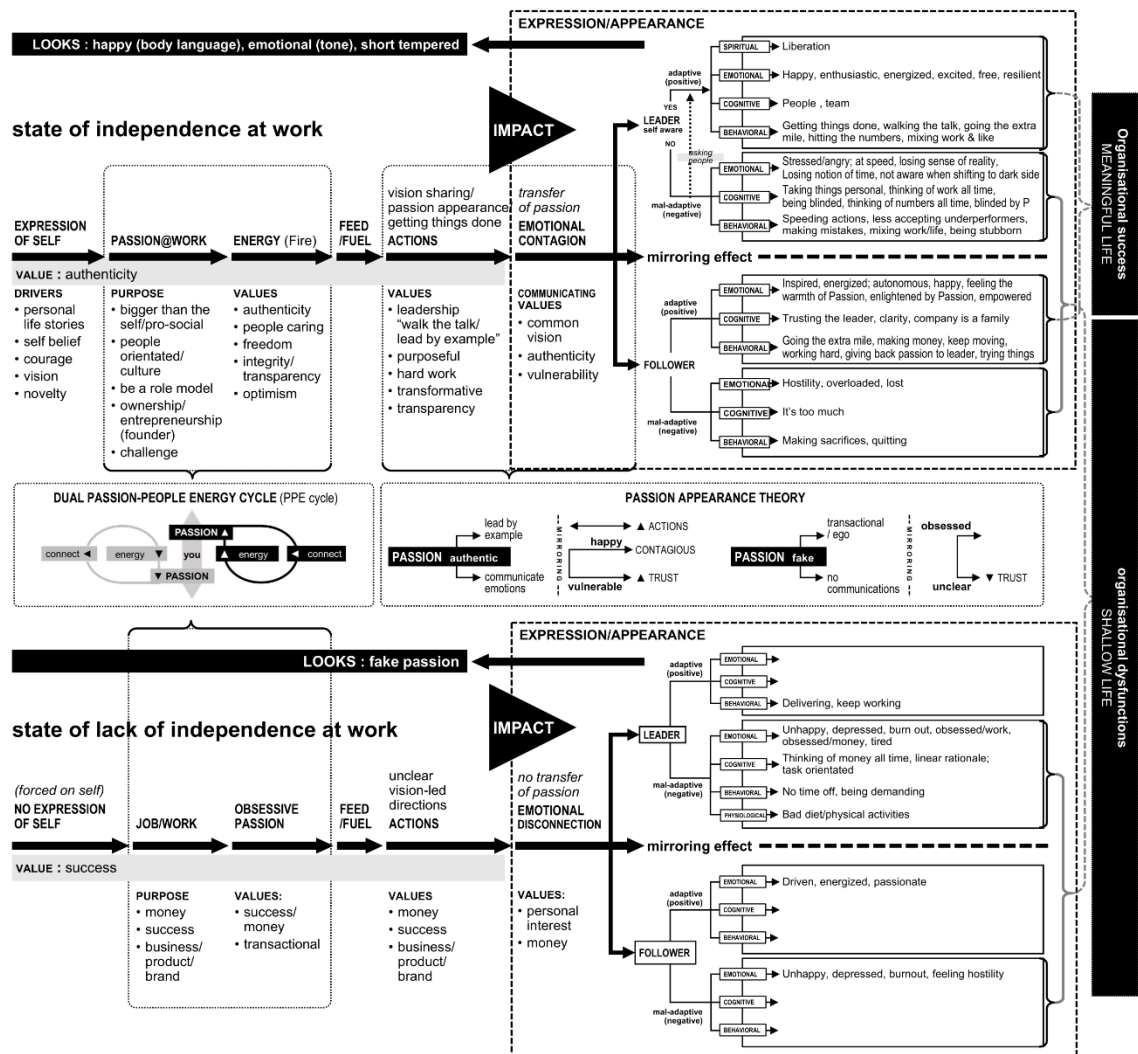 EXPRESSION/APPEARANCE
LOOKS : happy (body language), emotional (tone), short tempered
state of independence at work
IMPACT
EXPRESSION
OF SELF
PASSION@WORK
ENERGY (Fire)
FEED
/FUEL
vision sharing/
passion appearance/
getting things done
ACTIONS
transfer
of passion
EMOTIONAL
CONTAGION
VALUE : authenticity
DRIVERS
• personal
life stories
• self belief
• courage
• vision
• novelty
PURPOSE
• bigger than the
self/pro-social
• people
orientated/
culture
• be a role model
• ownership/
entrepreneurship
(founder)
• challenge
VALUES
• authenticity
• people caring
• freedom
• integrity/
transparency
• optimism
VALUES
• leadership
“walk the talk/
lead by example”
• purposeful
• hard work
• transformative
• transparency
COMMUNICATING
VALUES
• common
vision
• authenticity
• vulnerability
LEADER
self aware
YES
NO
asking
people
adaptive
(positive)
SPIRITUAL
Liberation
EMOTIONAL
Happy, enthusiastic, energized, excited, free, resilient
COGNITIVE
People , team
BEHAVIORAL
Getting things done, walking the talk, going the extra
mile, hitting the numbers, mixing work & like
mal-adaptive
(negative)
EMOTIONAL
Stressed/angry; at speed, losing sense of reality,
Losing notion of time, not aware when shifting to dark side
COGNITIVE
Taking things personal, thinking of work all time,
being blinded, thinking of numbers all time, blinded by P
BEHAVIORAL
Speeding actions, less accepting underperformers,
making mistakes, mixing work/life, being stubborn
mirroring effect
FOLLOWER
adaptive
(positive)
EMOTIONAL
Inspired, energized; autonomous, happy, feeling the
warmth of Passion, enlightened by Passion, empowered
COGNITIVE
Trusting the leader, clarity, company is a family
BEHAVIORAL
Going the extra mile, making money, keep moving,
working hard, giving back passion to leader, trying things
mal-adaptive
(negative)
EMOTIONAL
Hostility, overloaded, lost
COGNITIVE
It’s too much
BEHAVIORAL
Making sacrifices, quitting
Organisational success
MEANINGFUL LIFE
DUAL PASSION-PEOPLE ENERGY CYCLE (PPE cycle)
PASSION ▲
connect ◄
energy ▼
you
▲ energy
◄ connect
▼ PASSION
PASSION APPEARANCE THEORY
PASSION authentic
lead by
example
communicate
emotions
MIRRORING
▲ ACTIONS
happy
CONTAGIOUS
vulnerable
▲ TRUST
PASSION fake
transactional
/ ego
no
communications
MIRRORING
obsessed
unclear
▼ TRUST
organisational dysfunctions
SHALLOW LIFE
EXPRESSION/APPEARANCE
LOOKS : fake passion
state of lack of independence at work
IMPACT
(forced on self)
NO EXPRESSION
OF SELF
JOB/WORK
OBSESSIVE
PASSION
FEED
/FUEL
unclear
vision-led
directions
ACTIONS
no transfer
of passion
EMOTIONAL
DISCONNECTION
VALUE : success
PURPOSE
• money
• success
• business/
product/
brand
VALUES:
• success/
money
• transactional
VALUES
• money
• success
• business/
product/
brand
VALUES:
• personal
interest
• money
LEADER
adaptive
(positive)
EMOTIONAL
COGNITIVE
BEHAVIORAL
Delivering, keep working
mal-adaptive
(negative)
EMOTIONAL
Unhappy, depressed, burn out, obsessed/work,
obsessed/money, tired
COGNITIVE
Thinking of money all time, linear rationale;
task orientated
BEHAVIORAL
No time off, being demanding
PHYSIOLOGICAL
Bad diet/physical activities
mirroring effect
FOLLOWER
adaptive
(positive)
EMOTIONAL
Driven, energized, passionate
COGNITIVE
BEHAVIORAL
mal-adaptive
(negative)
EMOTIONAL
Unhappy, depressed, burnout, feeling hostility
COGNITIVE
BEHAVIORAL